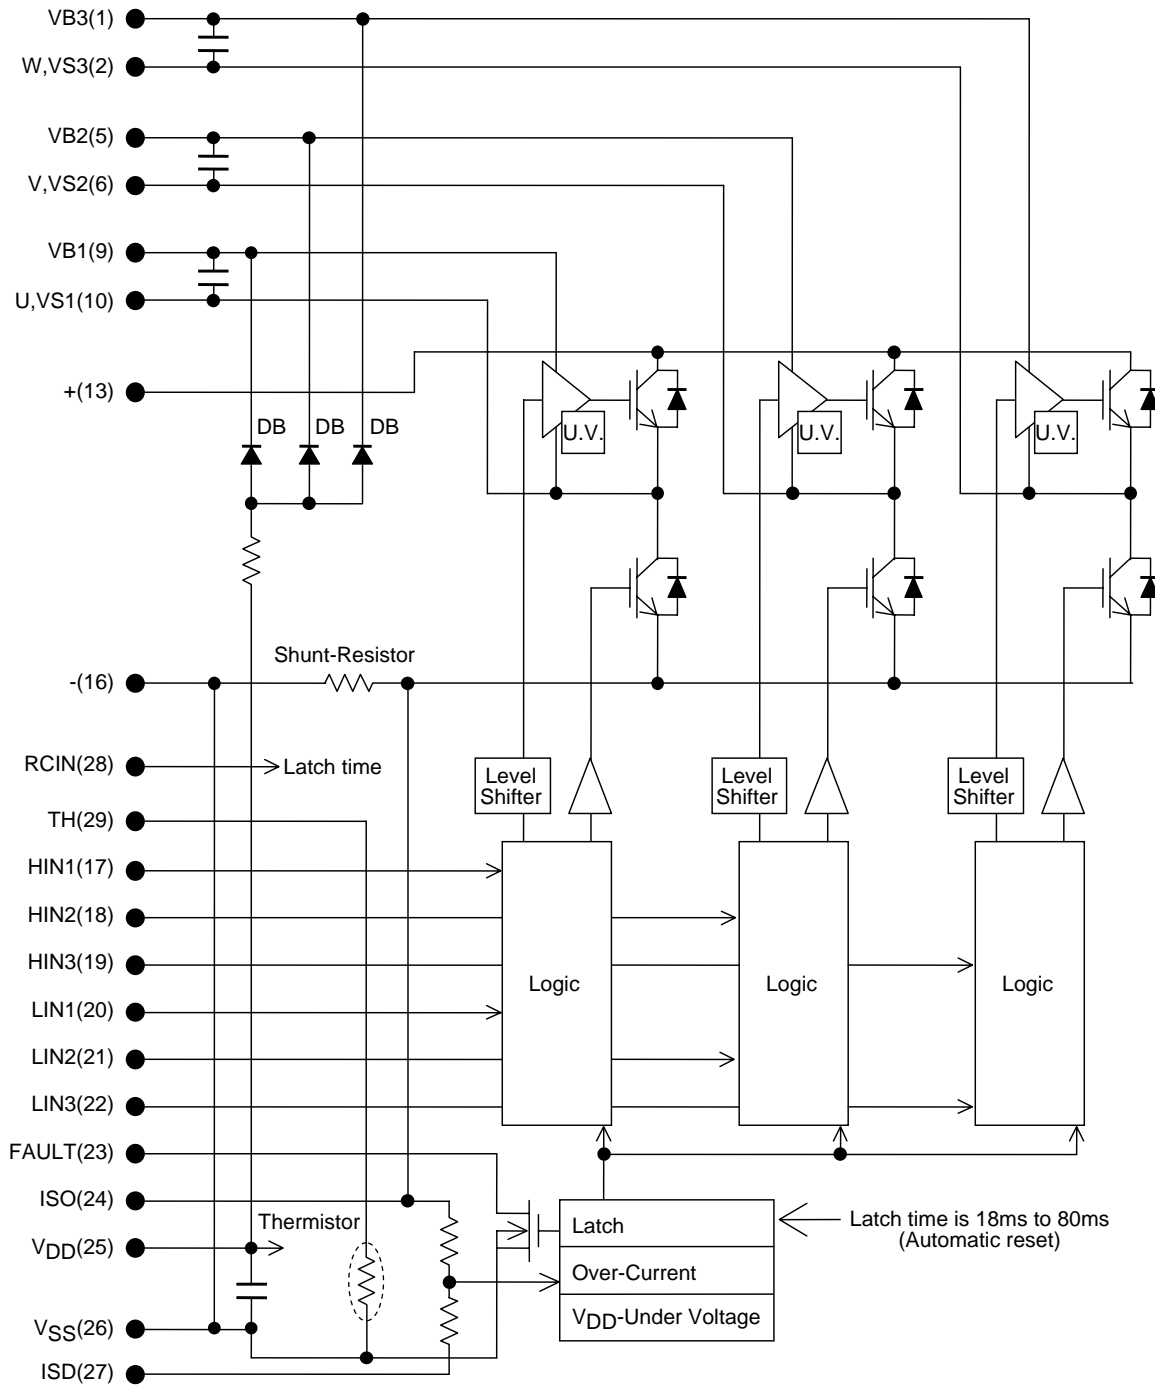 VB3(1)
W,VS3(2)
VB2(5)
V,VS2(6)
VB1(9)
U,VS1(10)
+(13)
DB
DB
DB
U.V.
U.V.
U.V.
Shunt-Resistor
-(16)
RCIN(28)
Latch time
Level
Shifter
Level
Shifter
Level
Shifter
TH(29)
HIN1(17)
HIN2(18)
HIN3(19)
Logic
Logic
Logic
LIN1(20)
LIN2(21)
LIN3(22)
FAULT(23)
ISO(24)
Thermistor
VDD(25)
VSS(26)
ISD(27)
Latch
Over-Current
VDD-Under Voltage
Latch time is 18ms to 80ms
(Automatic reset)